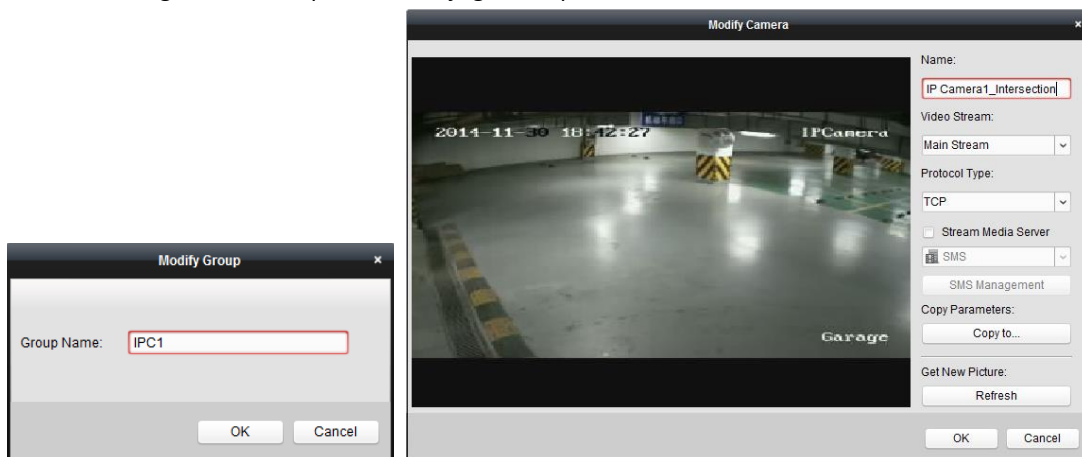 Modify Camera
×
Name:
IP Camera1_Intersection
Video Stream:
2014-11-30 18:42:27
IPCamera
Main Stream
Protocol Type:
TCP
Stream Media Server
SMS
SMS Management
Copy Parameters:
Garage
Copy to...
Get New Picture:
Refresh
OK
Cancel
Modify Group
×
Group Name:
IPC1
OK
Cancel